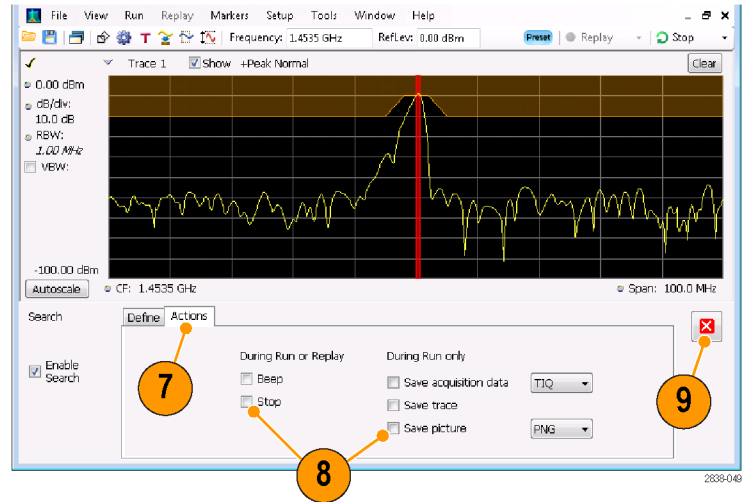 File View Run Replay Markers Setup Tools Window Help
Frequency: 1.4535 GHz RefLev: 0.00 dBm Preset Replay Stop
Trace 1 Show +Peak Normal Clear
0.00 dBm
dB/div:
10.0 dB
RBW:
1.00 MHz
VBW:
-100.00 dBm
Autoscale CF: 1.4535 GHz Span: 100.0 MHz
Search Define Actions
During Run or Replay During Run only
Enable
Search
Beep Save acquisition data TIQ
Stop Save trace
Save picture PNG
7
8
9
2838-049